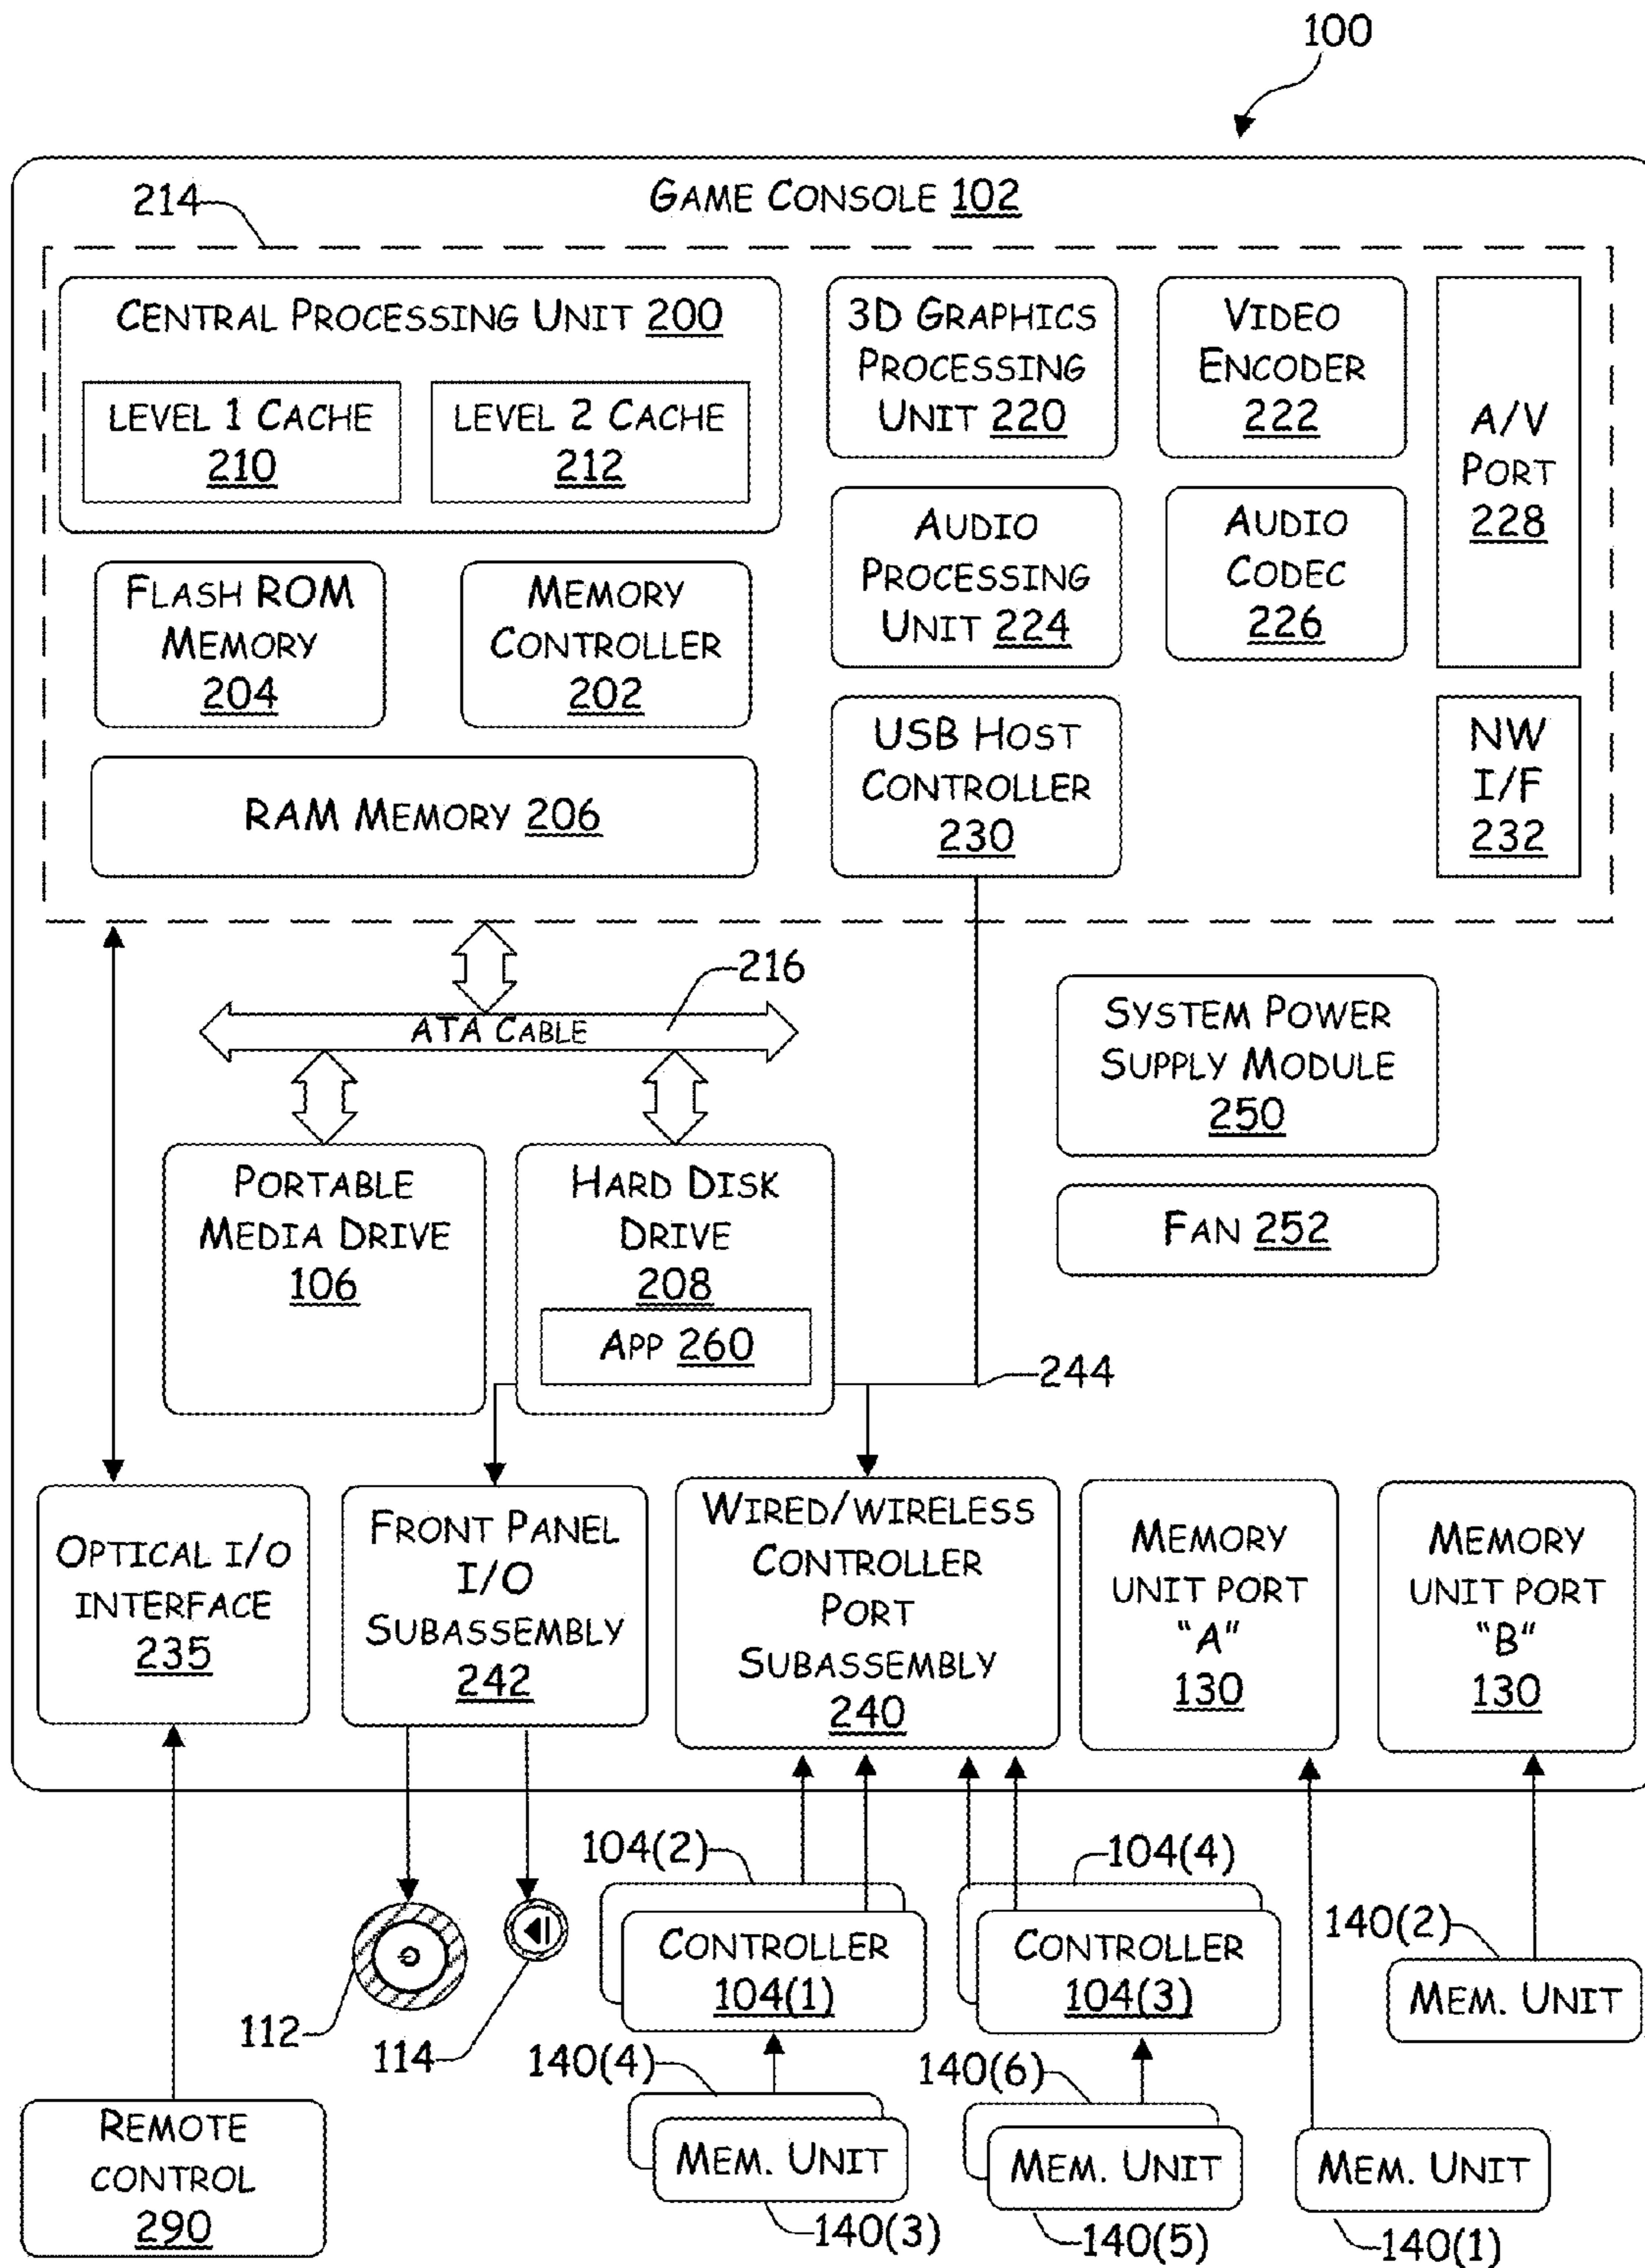 100
GAME CONSOLE 102
214
CENTRAL PROCESSING UNIT 200
LEVEL 1 CACHE
210
LEVEL 2 CACHE
212
3D GRAPHICS
PROCESSING
UNIT 220
VIDEO
ENCODER
222
A/V
PORT
228
FLASH ROM
MEMORY
204
MEMORY
CONTROLLER
202
AUDIO
PROCESSING
UNIT 224
AUDIO
CODEC
226
RAM MEMORY 206
USB HOST
CONTROLLER
230
NW
I/F
232
216
ATA CABLE
SYSTEM POWER
SUPPLY MODULE
250
PORTABLE
MEDIA DRIVE
106
HARD DISK
DRIVE
208
APP 260
FAN 252
244
OPTICAL I/O
INTERFACE
235
FRONT PANEL
I/O
SUBASSEMBLY
242
WIRED/WIRELESS
CONTROLLER
PORT
SUBASSEMBLY
240
MEMORY
UNIT PORT
"A"
130
MEMORY
UNIT PORT
"B"
130
104(2)
104(4)
CONTROLLER
104(1)
CONTROLLER
104(3)
140(2)
MEM. UNIT
112
114
140(4)
140(6)
REMOTE
CONTROL
290
MEM. UNIT
MEM. UNIT
MEM. UNIT
140(3)
140(5)
140(1)